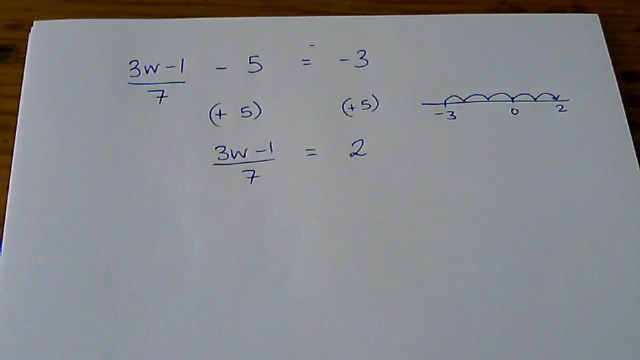 (3w-1)/7 - 5 = -3
(+ 5) (+5)
-3 0 2
(3w-1)/7 = 2